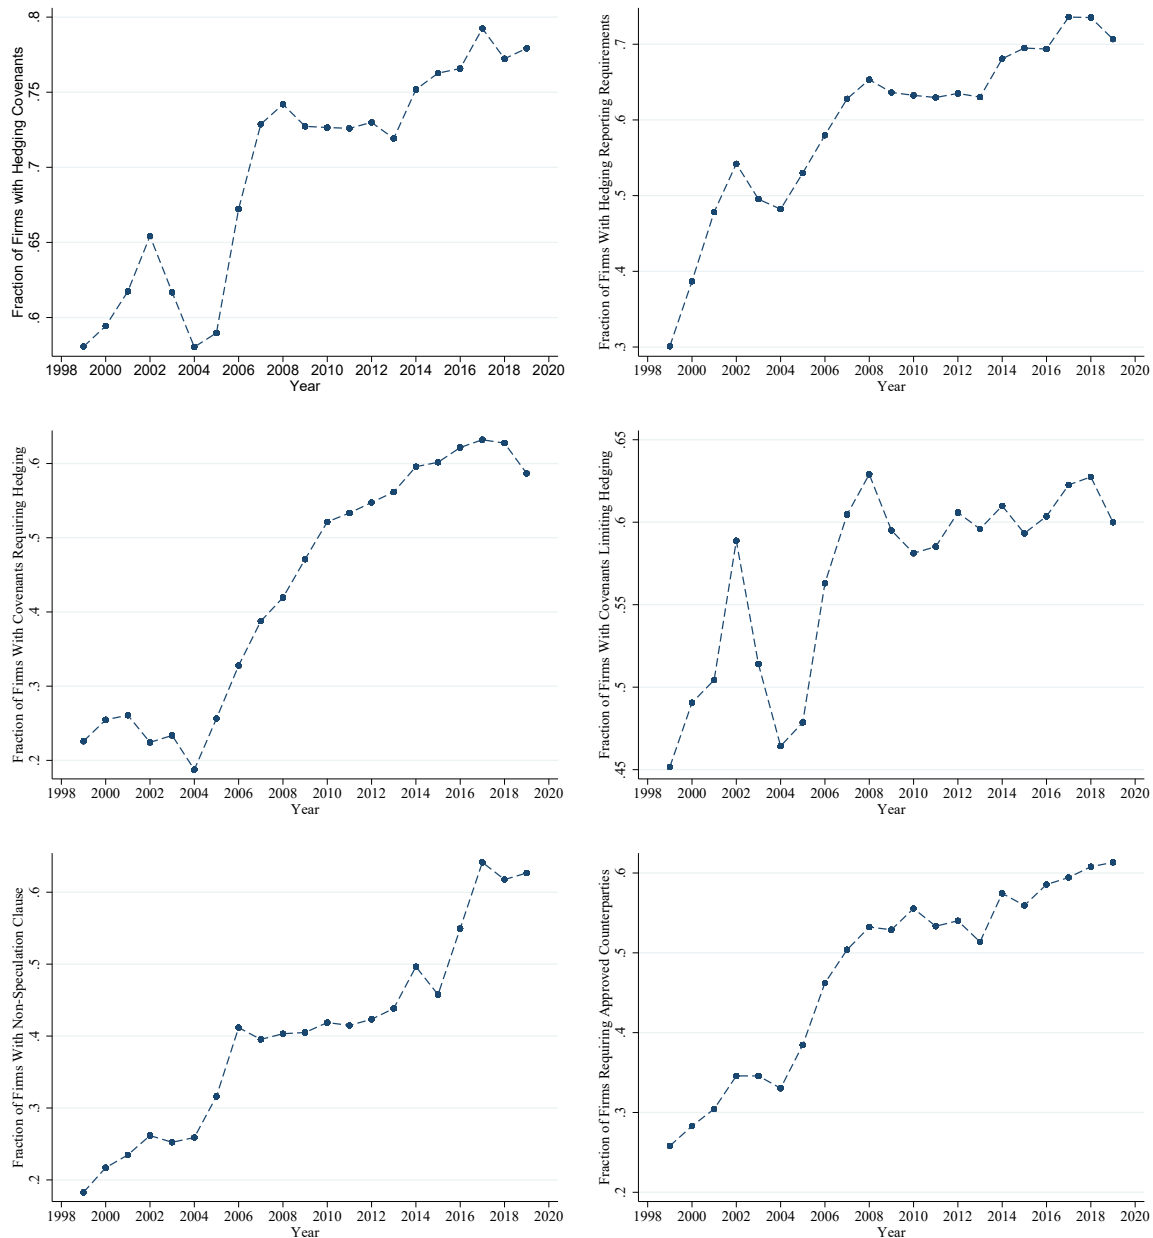 Fraction of Firms with Hedging Covenants
.8
.75
.7
.65
.6
1998 2000 2002 2004 2006 2008 2010 2012 2014 2016 2018 2020
Year
Fraction of Firms With Hedging Reporting Requirements
.7
.6
.5
.4
.3
1998 2000 2002 2004 2006 2008 2010 2012 2014 2016 2018 2020
Year
Fraction of Firms With Covenants Requiring Hedging
.6
.5
.4
.3
.2
1998 2000 2002 2004 2006 2008 2010 2012 2014 2016 2018 2020
Year
Fraction of Firms With Covenants Limiting Hedging
.65
.6
.55
.5
.45
1998 2000 2002 2004 2006 2008 2010 2012 2014 2016 2018 2020
Year
Fraction of Firms With Non-Speculation Clause
.6
.5
.4
.3
.2
1998 2000 2002 2004 2006 2008 2010 2012 2014 2016 2018 2020
Year
Fraction of Firms Requiring Approved Counterparties
.6
.5
.4
.3
.2
1998 2000 2002 2004 2006 2008 2010 2012 2014 2016 2018 2020
Year